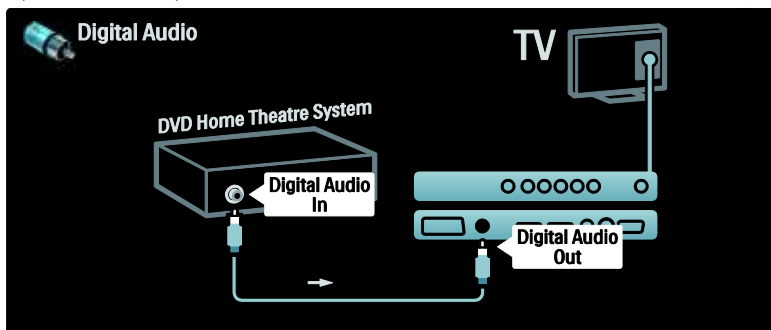 Digital Audio
TV
DVD Home Theatre System
Digital Audio
In
Digital Audio
Out